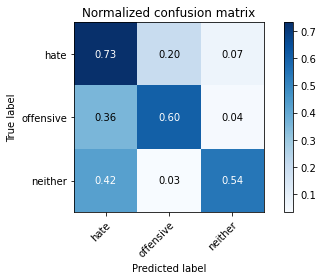 Normalized confusion matrix
hate 0.73 0.20 0.07
offensive 0.36 0.60 0.04
neither 0.42 0.03 0.54
hate offensive neither
True label
Predicted label
0.7
0.6
0.5
0.4
0.3
0.2
0.1